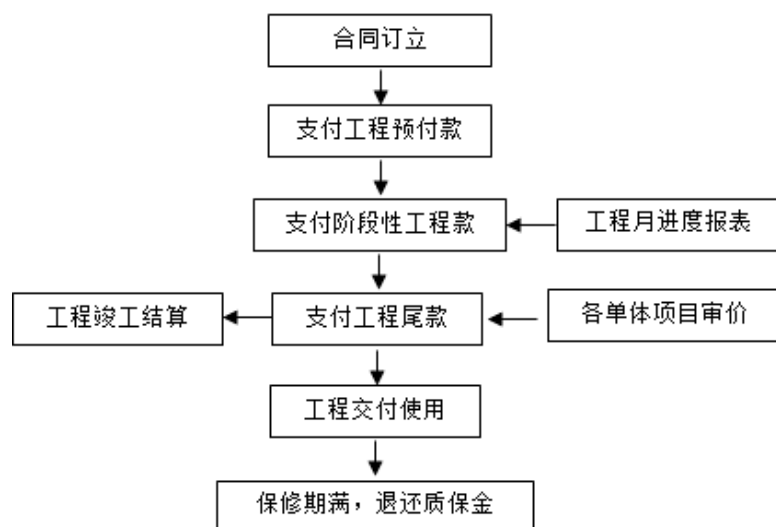 合同订立
支付工程预付款
支付阶段性工程款
工程月进度报表
工程竣工结算
支付工程尾款
各单体项目审价
工程交付使用
保修期满，退还质保金